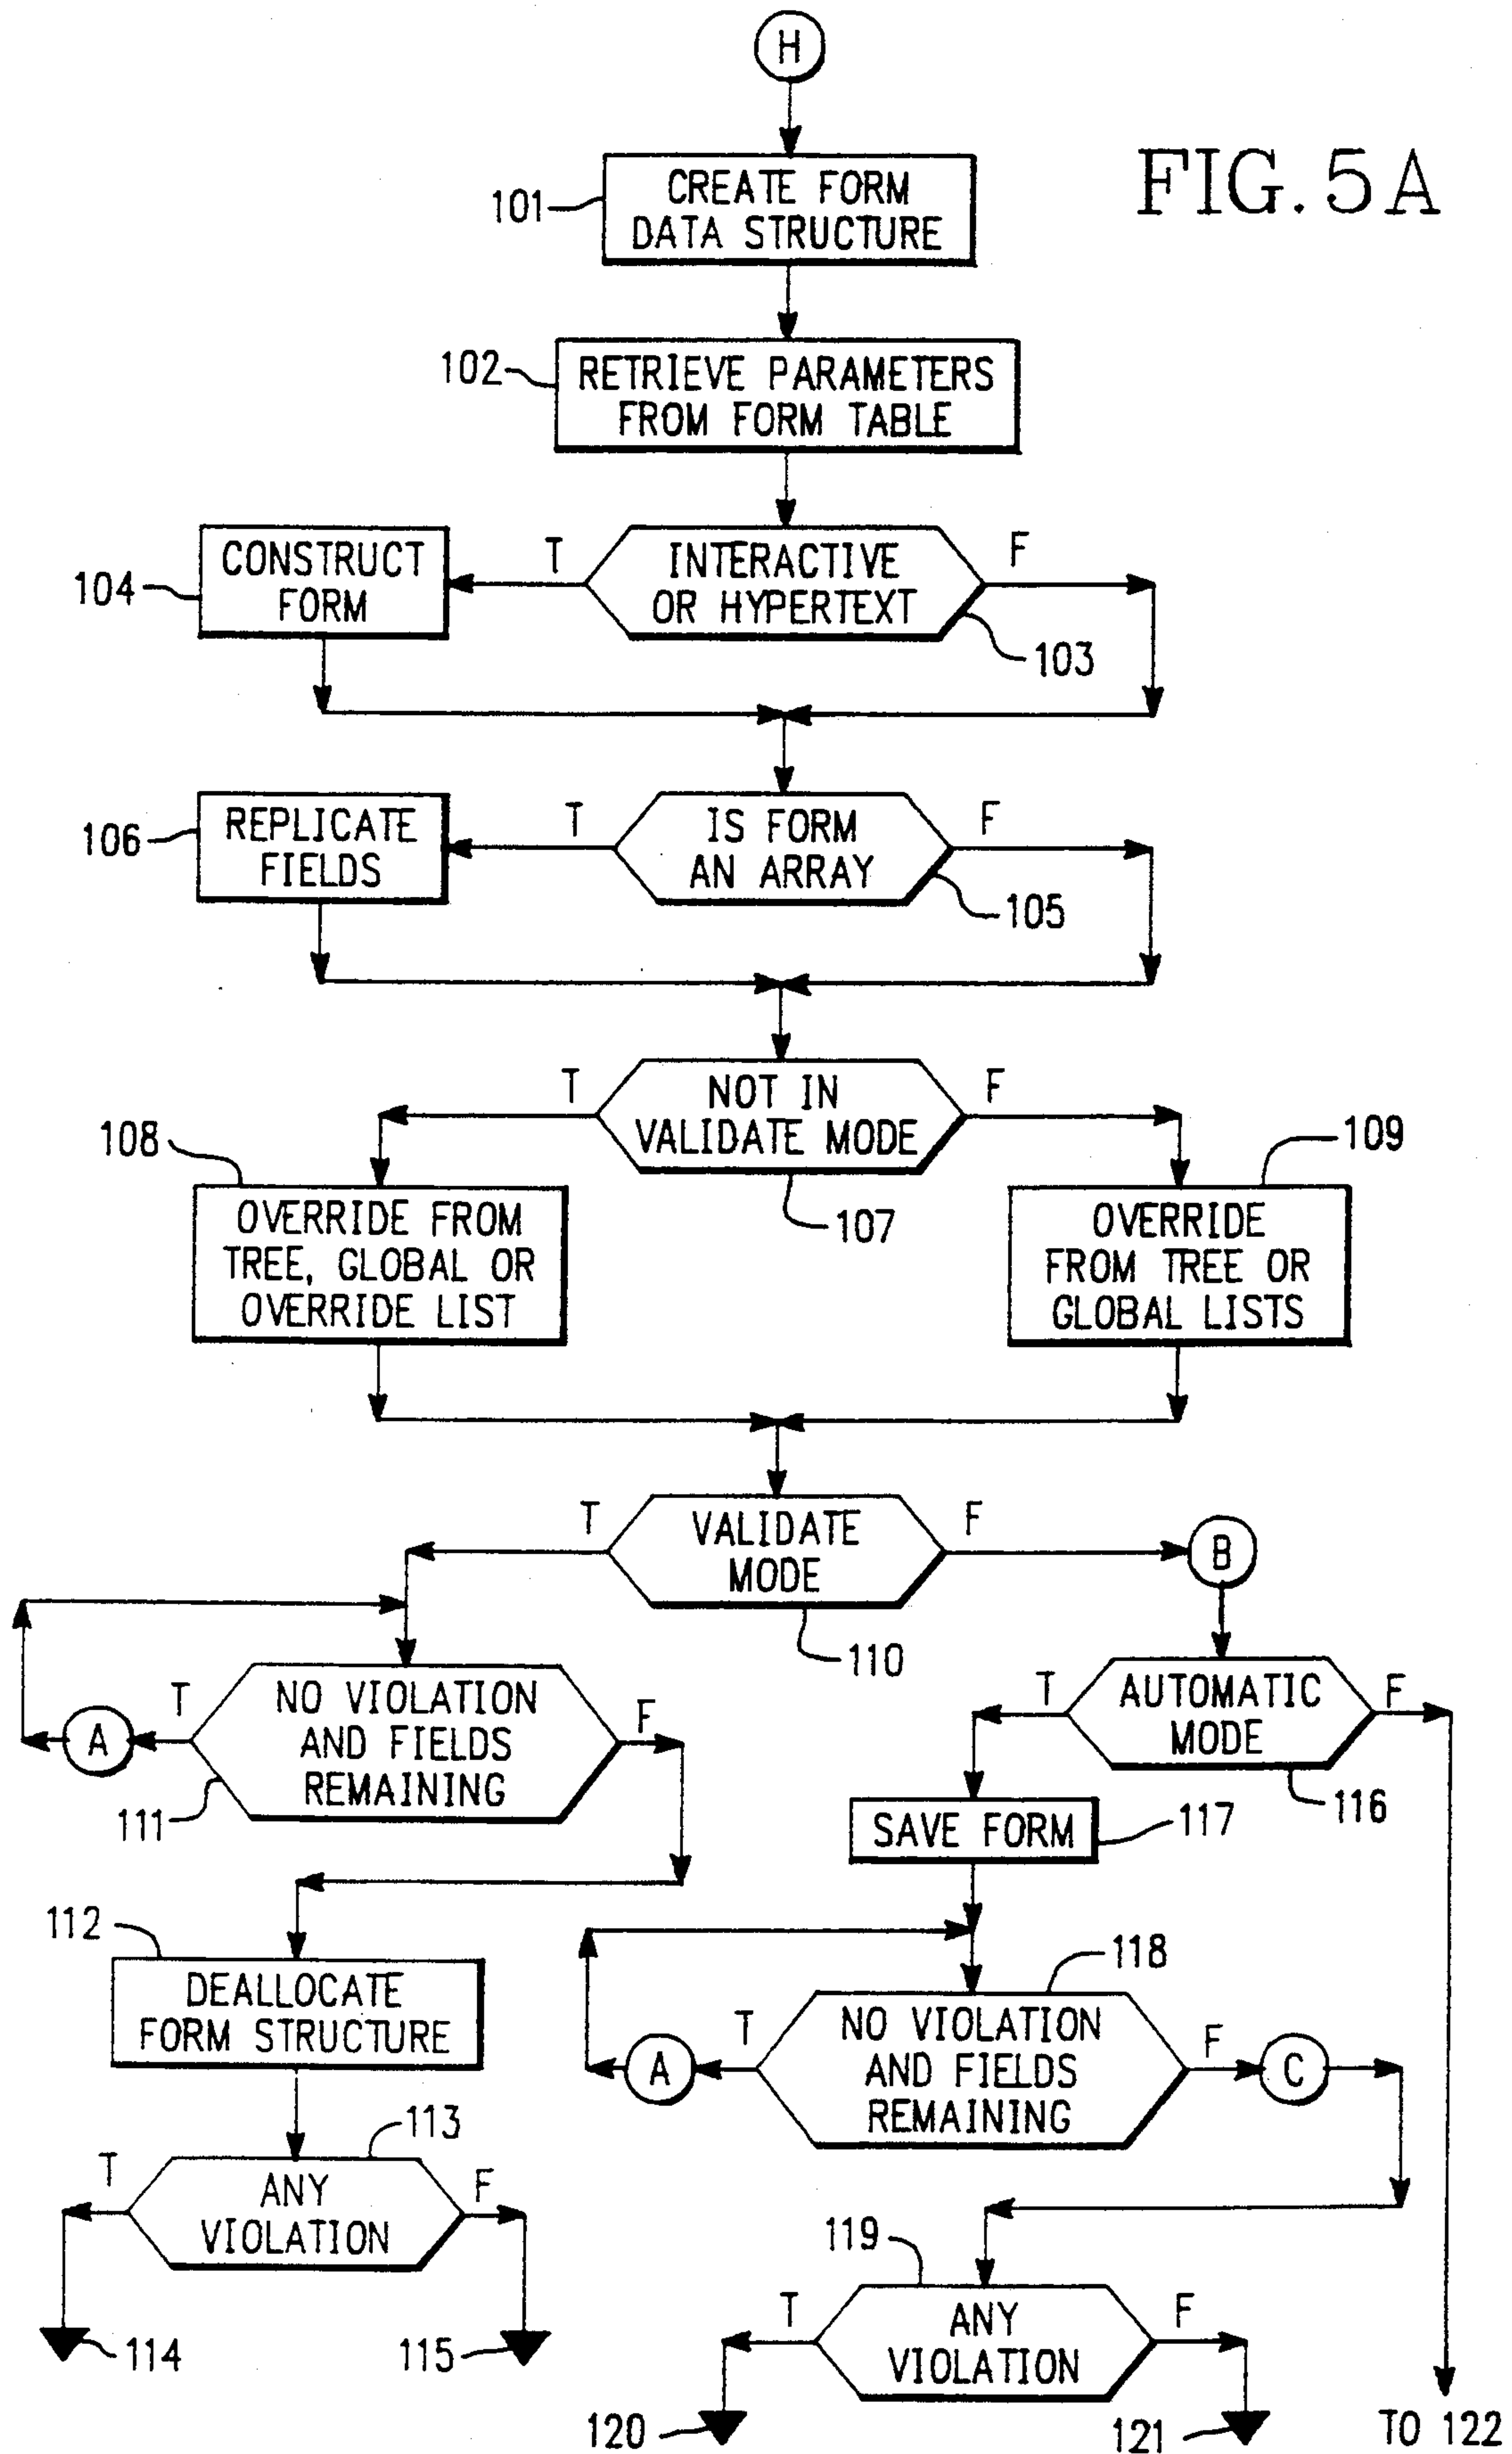 H
FIG. 5A
101
CREATE FORM
DATA STRUCTURE
102
RETRIEVE PARAMETERS
FROM FORM TABLE
104
CONSTRUCT
FORM
T
INTERACTIVE
OR HYPERTEXT
F
103
106
REPLICATE
FIELDS
T
IS FORM
AN ARRAY
F
105
T
NOT IN
VALIDATE MODE
F
107
108
OVERRIDE FROM
TREE, GLOBAL OR
OVERRIDE LIST
109
OVERRIDE
FROM TREE OR
GLOBAL LISTS
T
VALIDATE
MODE
F
110
B
A
T
NO VIOLATION
AND FIELDS
REMAINING
F
111
T
AUTOMATIC
MODE
F
116
SAVE FORM
117
112
DEALLOCATE
FORM STRUCTURE
118
A
T
NO VIOLATION
AND FIELDS
REMAINING
F
C
113
T
ANY
VIOLATION
F
114
115
119
T
ANY
VIOLATION
F
120
121
TO 122